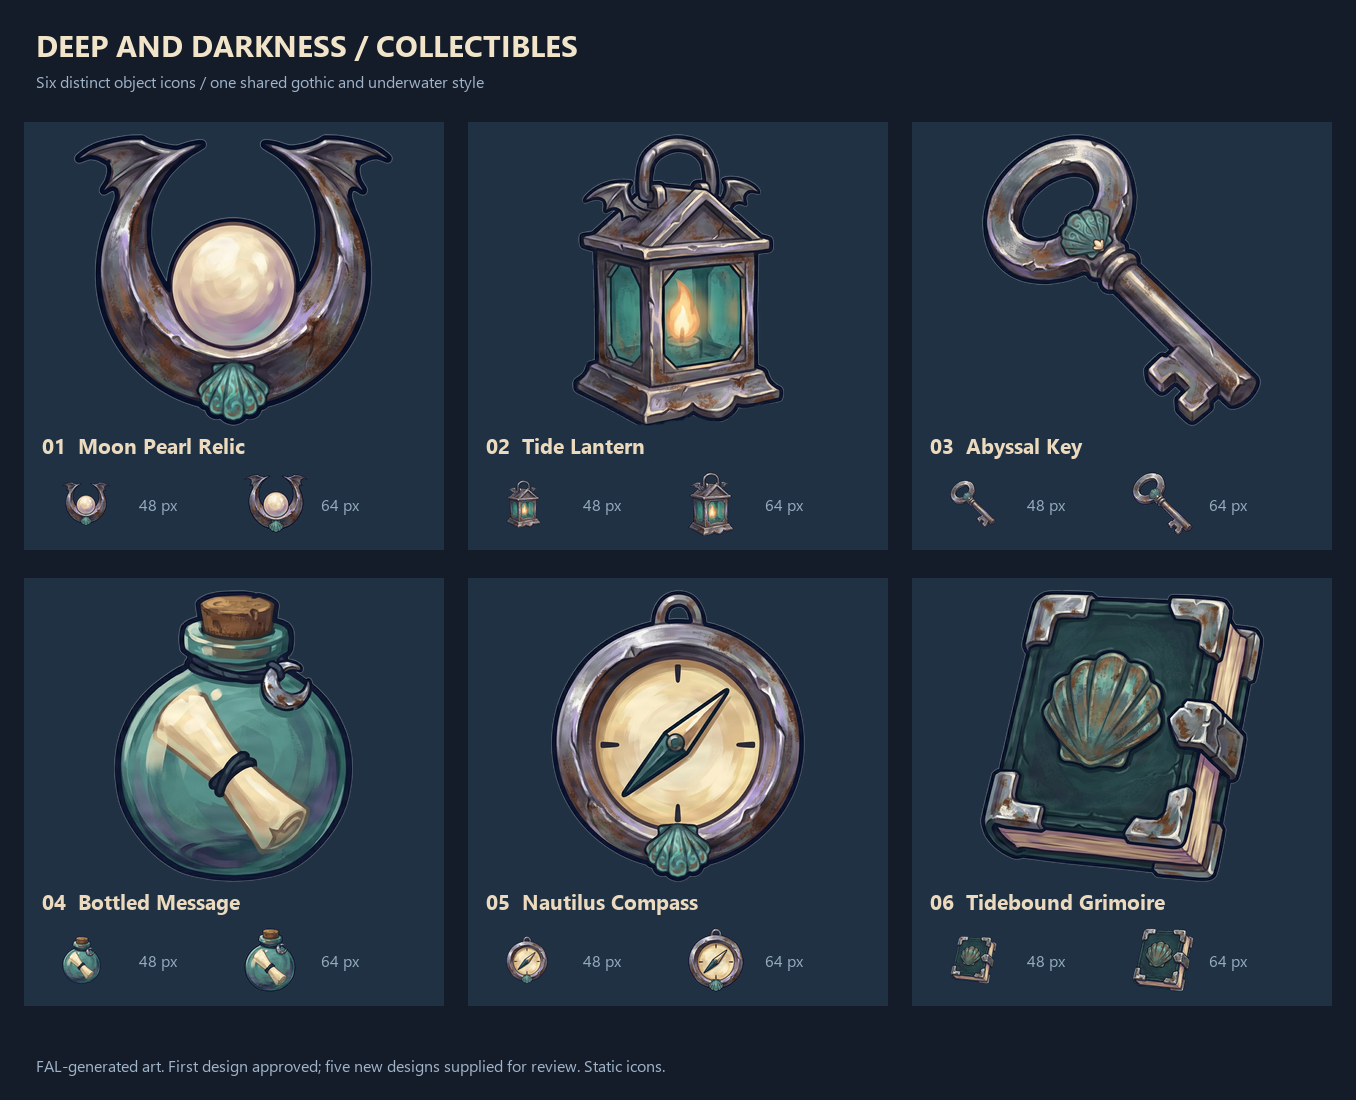 DEEP AND DARKNESS / COLLECTIBLES
Six distinct object icons / one shared gothic and underwater style
01 Moon Pearl Relic
48 px 64 px
02 Tide Lantern
48 px 64 px
03 Abyssal Key
48 px 64 px
04 Bottled Message
48 px 64 px
05 Nautilus Compass
48 px 64 px
06 Tidebound Grimoire
48 px 64 px
FAL-generated art. First design approved; five new designs supplied for review. Static icons.